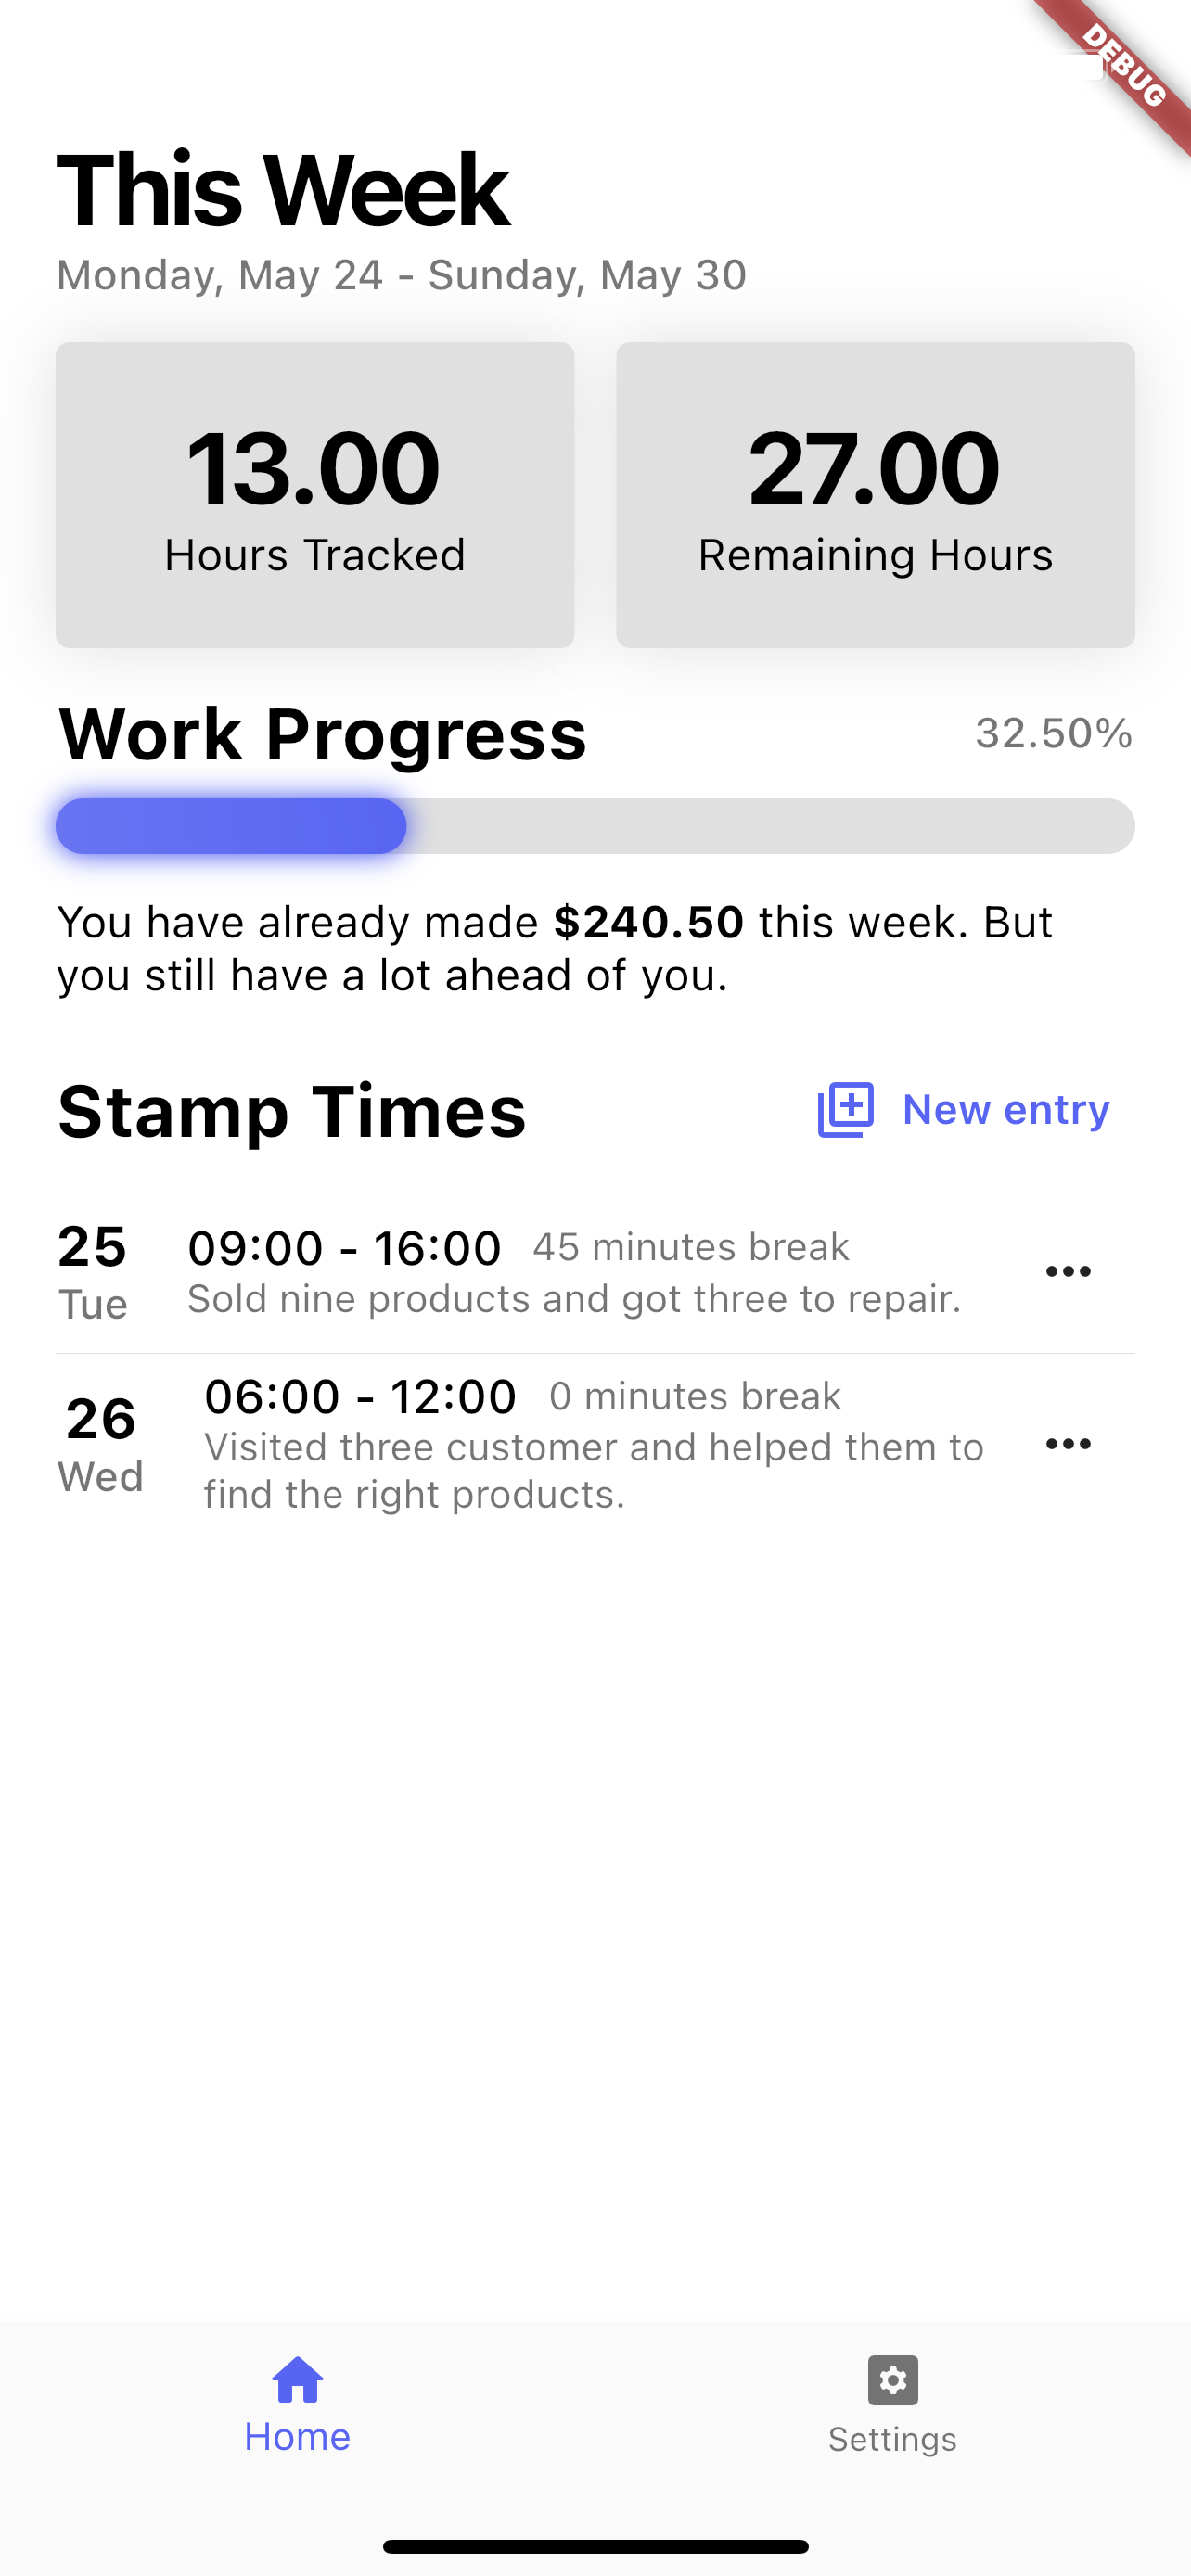 DEBUG
This Week
Monday, May 24 - Sunday, May 30
13.00
Hours Tracked
27.00
Remaining Hours
Work Progress
32.50%
You have already made $240.50 this week. But
you still have a lot ahead of you.
Stamp Times
New entry
25
Tue
09:00 - 16:00 45 minutes break
Sold nine products and got three to repair.
26
Wed
06:00 - 12:00 0 minutes break
Visited three customer and helped them to
find the right products.
Home
Settings